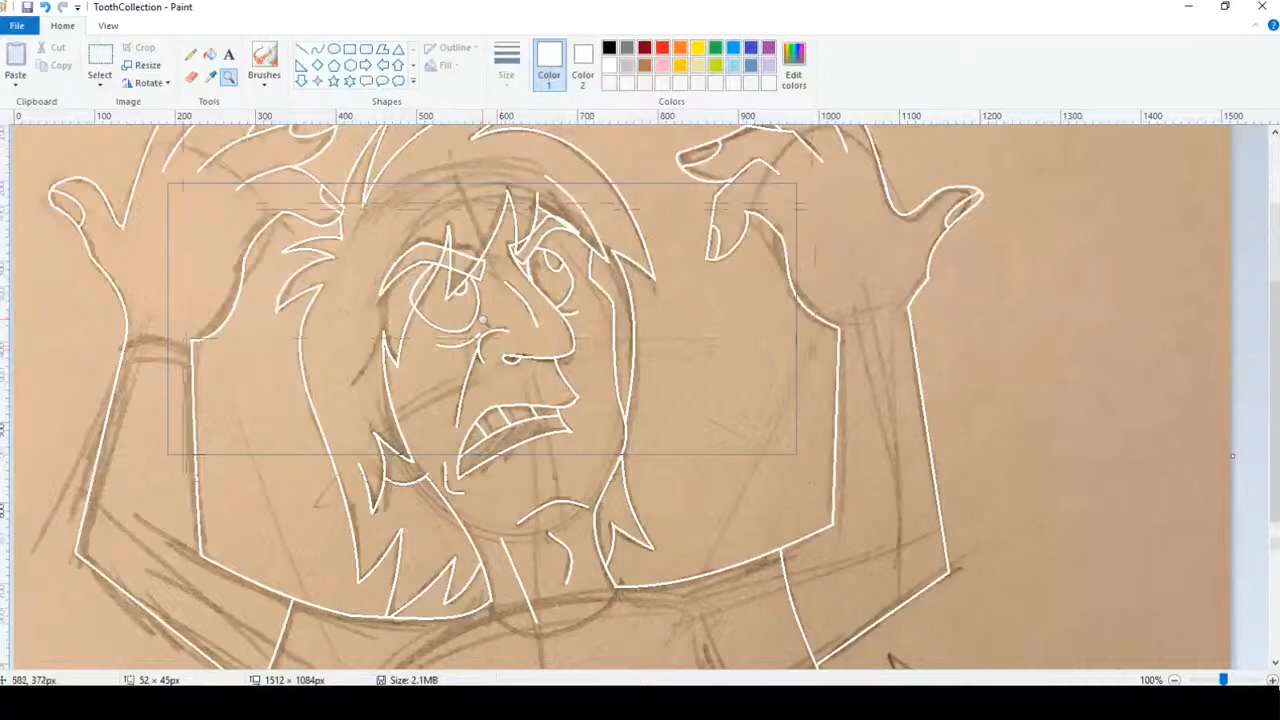 ToothCollection - Paint
File Home View
Paste Cut Copy
Clipboard
Select Crop Resize Rotate
Image
A
Tools
Brushes
Outline
Fill
Shapes
Size
Color 1
Color 2
Edit colors
Colors
0 100 200 300 400 500 600 700 800 900 1000 1100 1200 1300 1400 1500
582, 372px 52 × 45px 1512 × 1084px Size: 2.1MB 100%